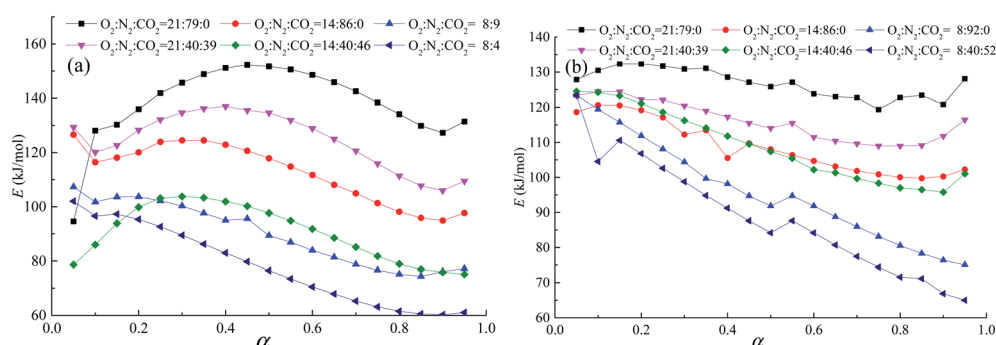 O₂:N₂:CO₂=21:79:0 O₂:N₂:CO₂=14:86:0 O₂:N₂:CO₂= 8:9
O₂:N₂:CO₂=21:40:39 O₂:N₂:CO₂=14:40:46 O₂:N₂:CO₂= 8:4
(a)
160
140
120
100
80
60
E (kJ/mol)
0.0 0.2 0.4 0.6 0.8 1.0
α
O₂:N₂:CO₂=21:79:0 O₂:N₂:CO₂=14:86:0 O₂:N₂:CO₂= 8:92:0
O₂:N₂:CO₂=21:40:39 O₂:N₂:CO₂=14:40:46 O₂:N₂:CO₂= 8:40:52
(b)
140
130
120
110
100
90
80
70
60
E (kJ/mol)
0.0 0.2 0.4 0.6 0.8 1.0
α